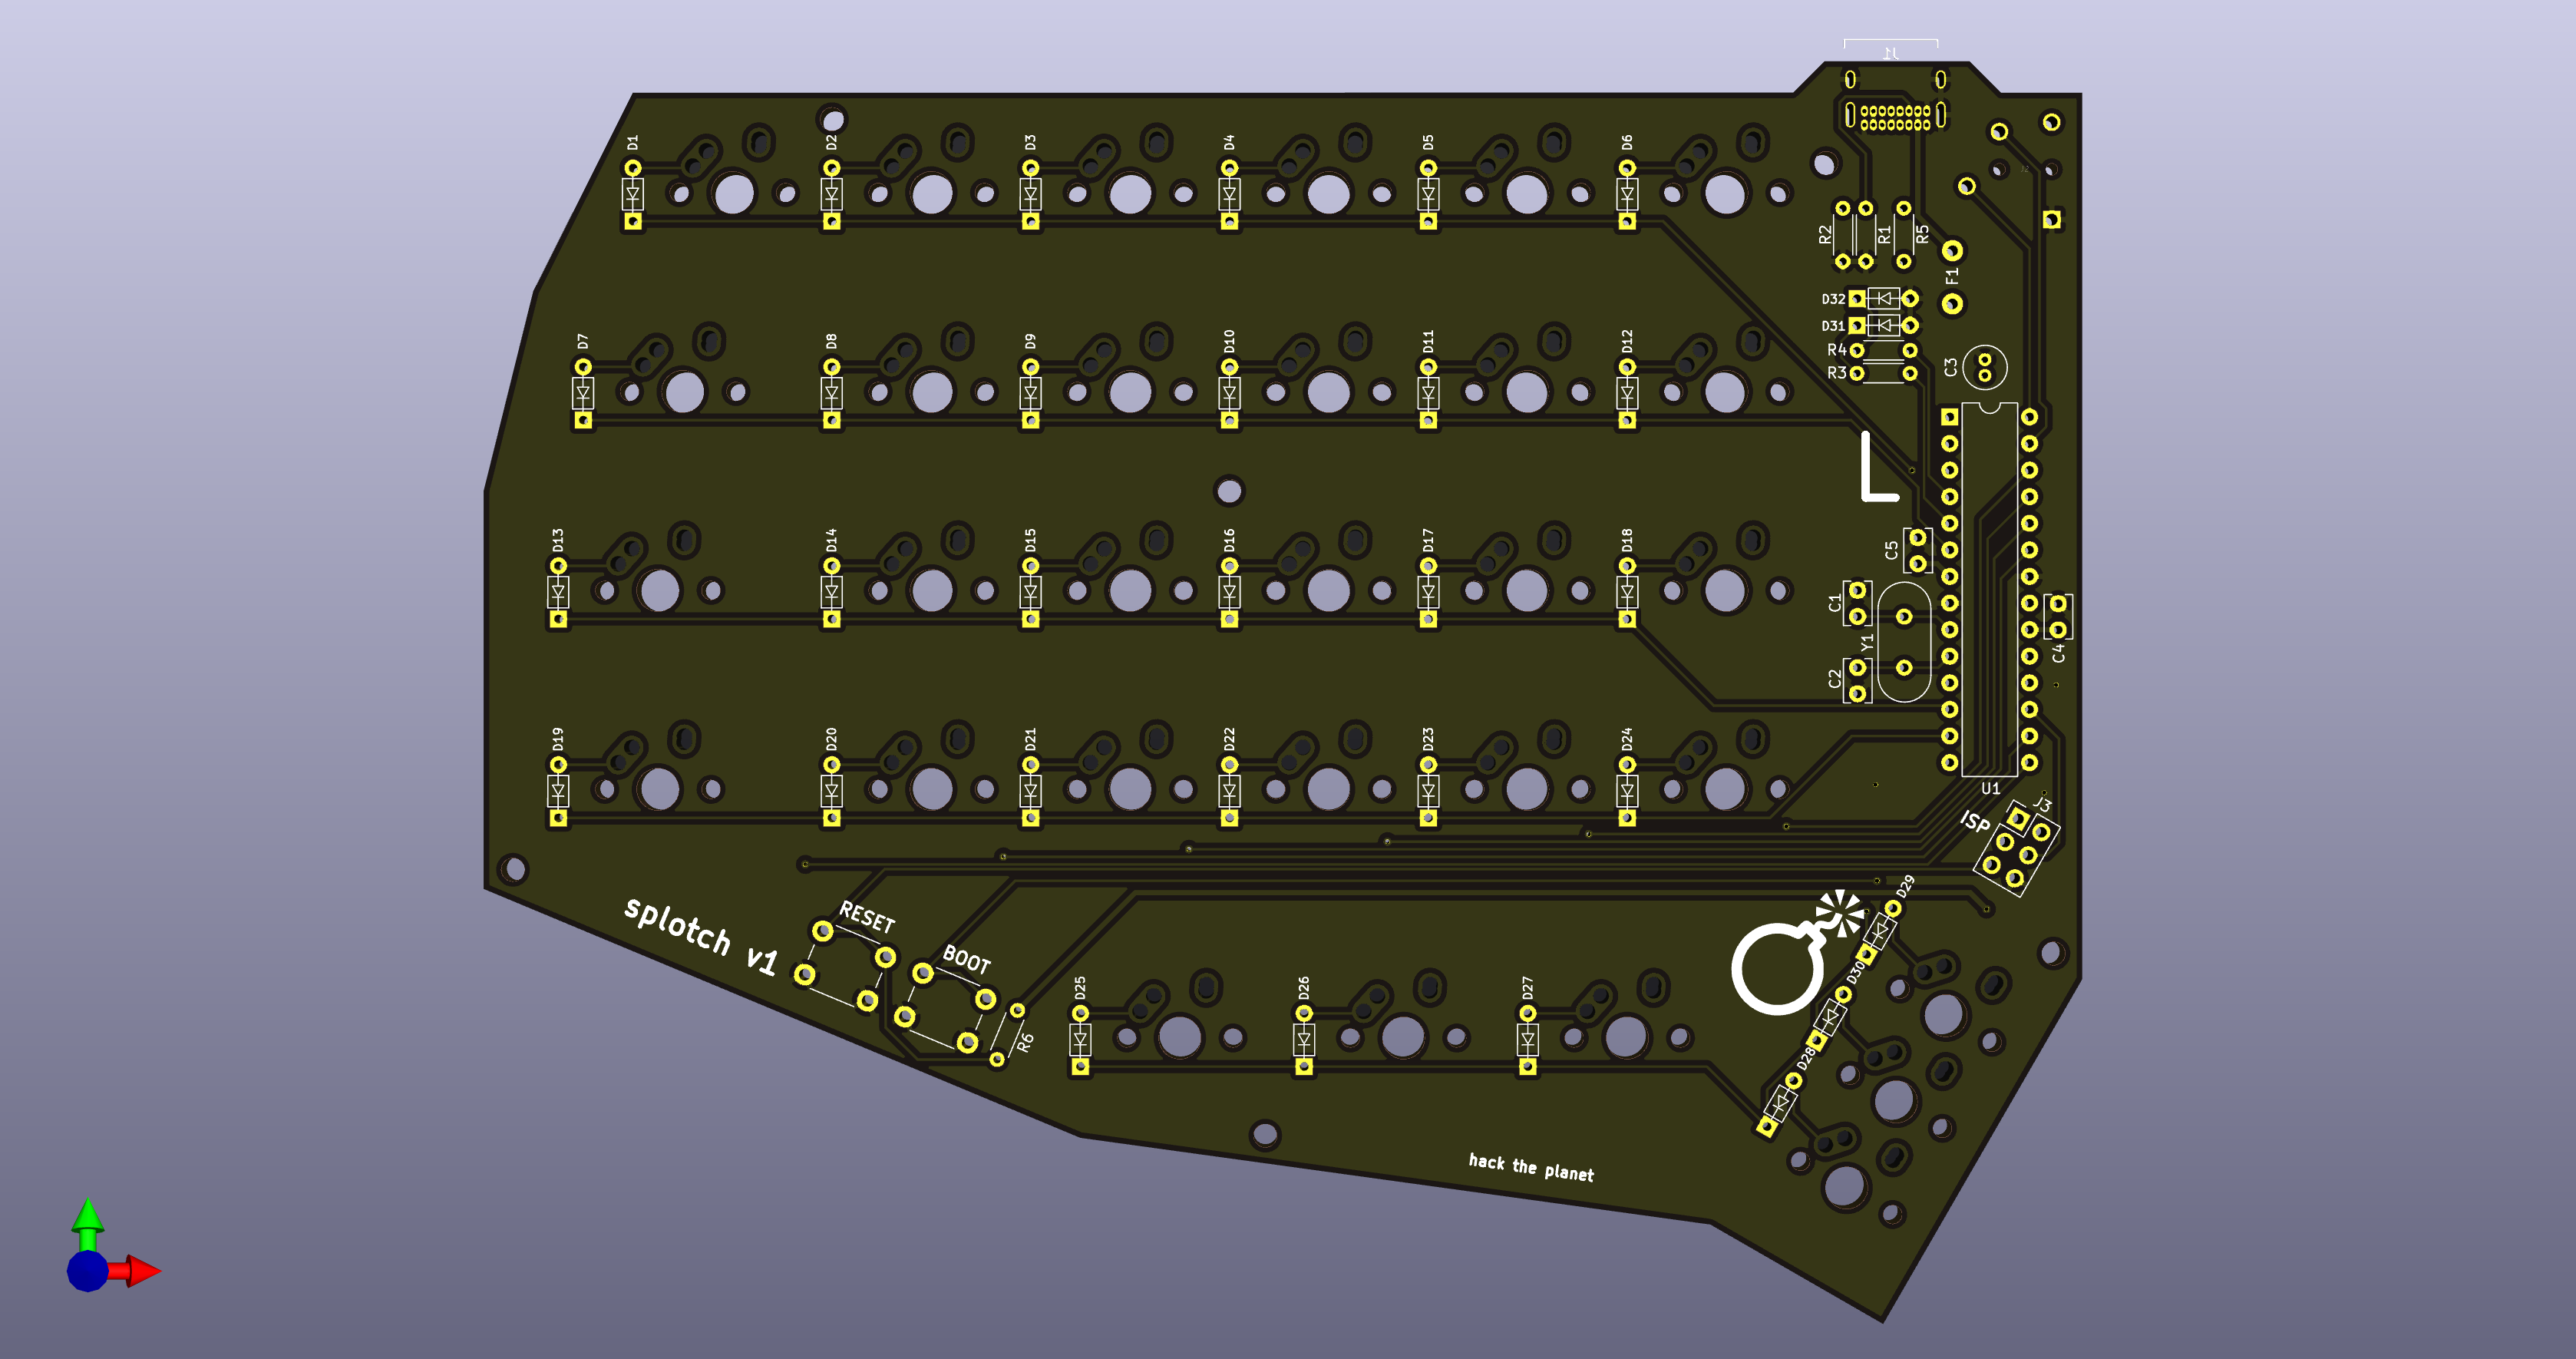 J1
D1
D2
D3
D4
D5
D6
R2
R1
R5
F1
D32
D31
R4
R3
C3
D7
D8
D9
D10
D11
D12
L
D13
D14
D15
D16
D17
D18
C5
C1
Y1
C2
C4
D19
D20
D21
D22
D23
D24
U1
J3
ISP
splotch v1
RESET
BOOT
R6
D25
D26
D27
D29
D30
D28
hack the planet